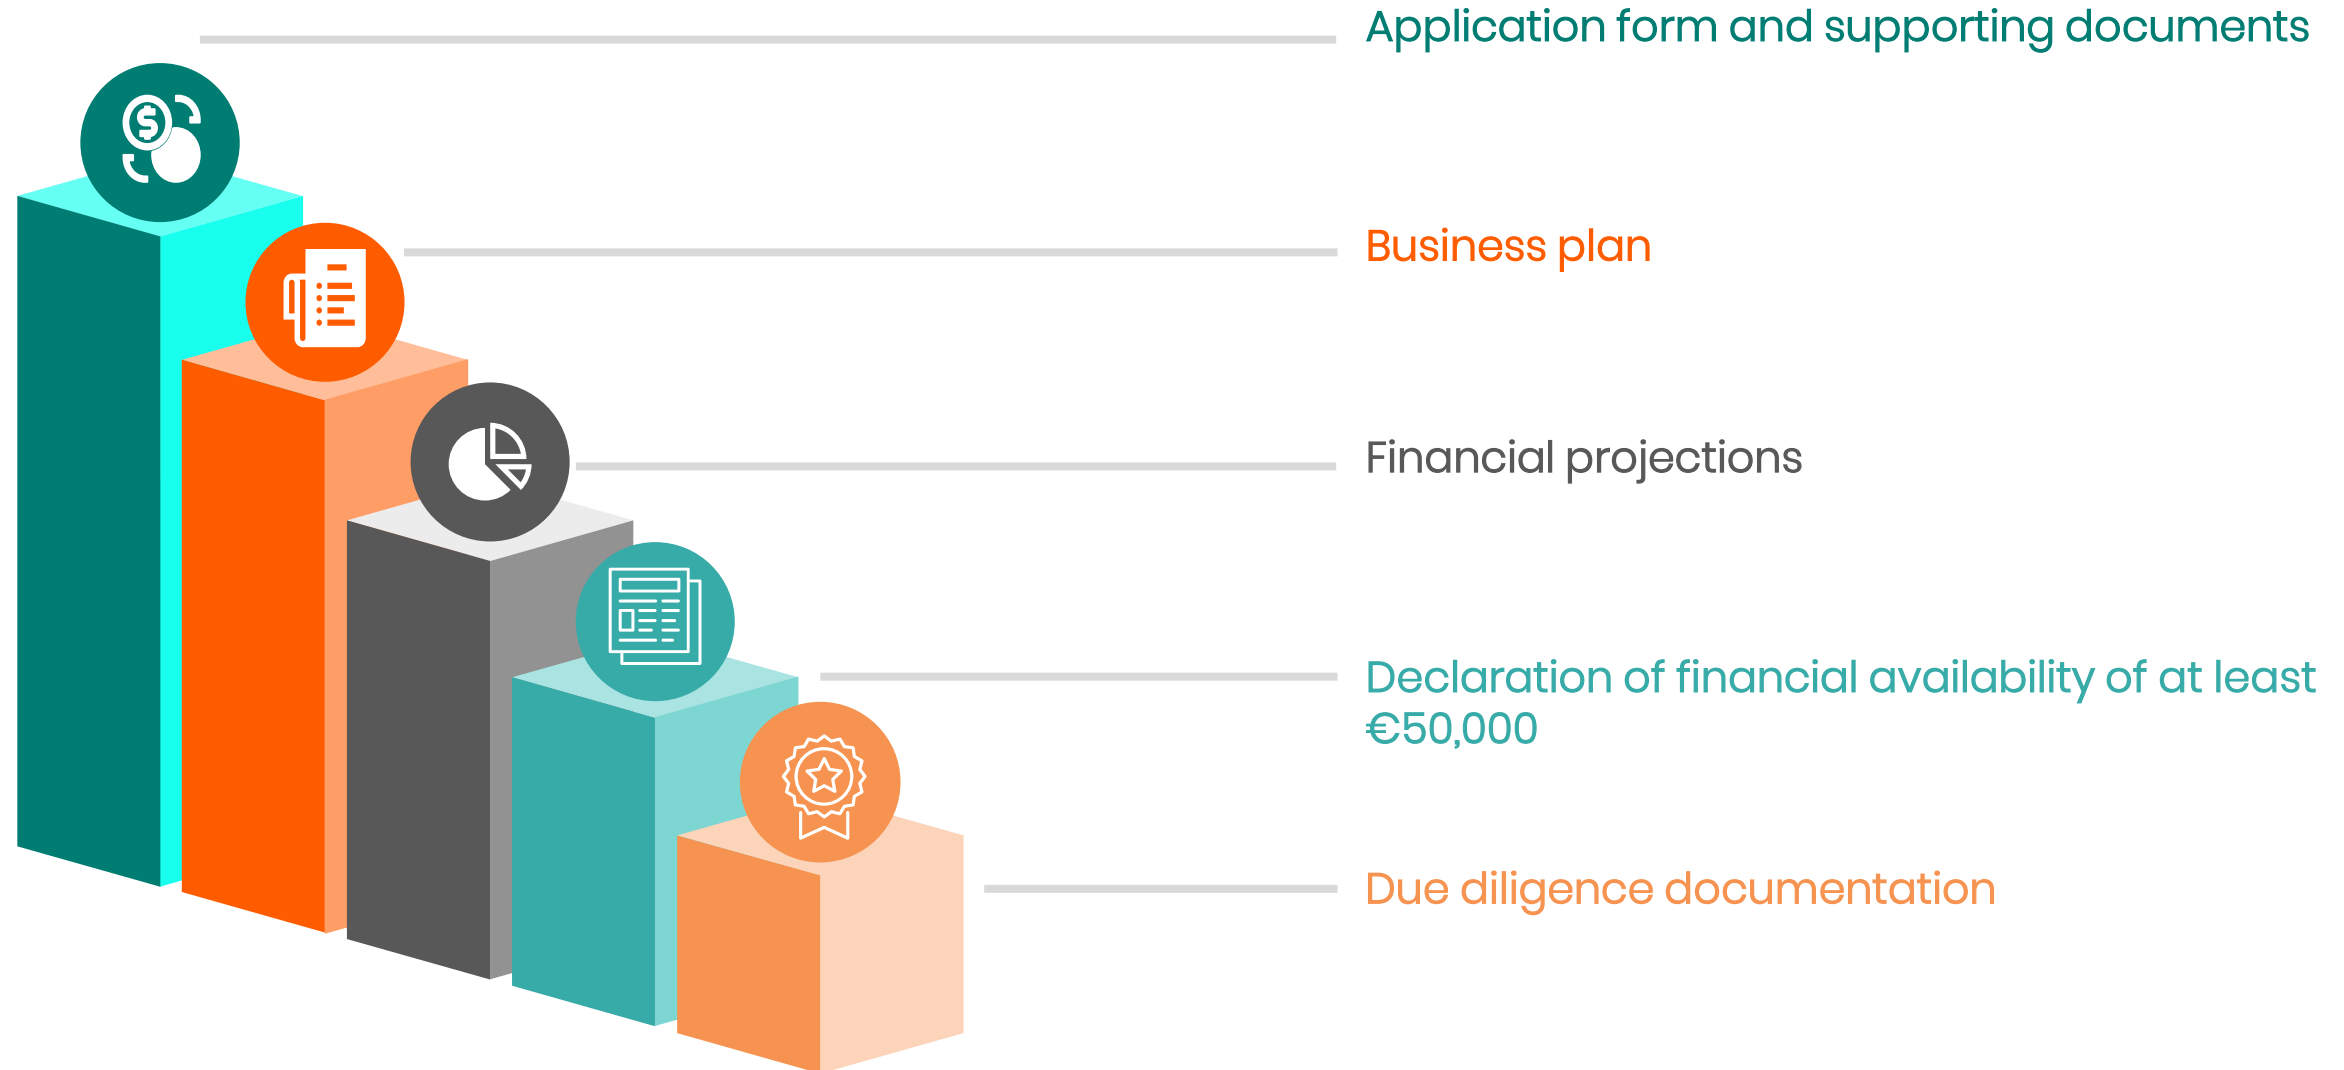 Application form and supporting documents
Business plan
Financial projections
Declaration of financial availability of at least
€50,000
Due diligence documentation